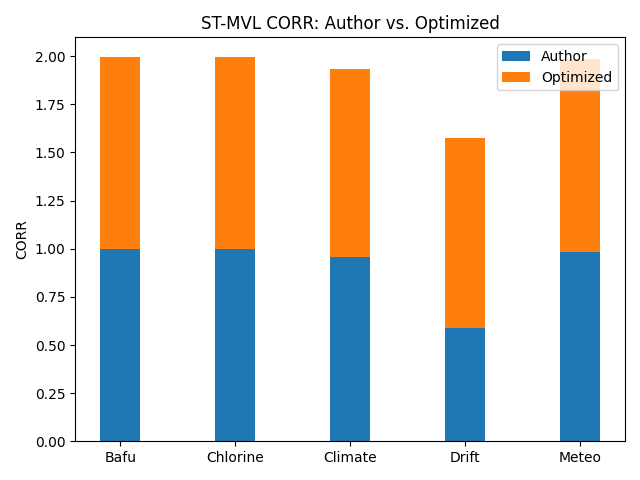 ST-MVL CORR: Author vs. Optimized
Author
Optimized
CORR
2.00
1.75
1.50
1.25
1.00
0.75
0.50
0.25
0.00
Bafu
Chlorine
Climate
Drift
Meteo